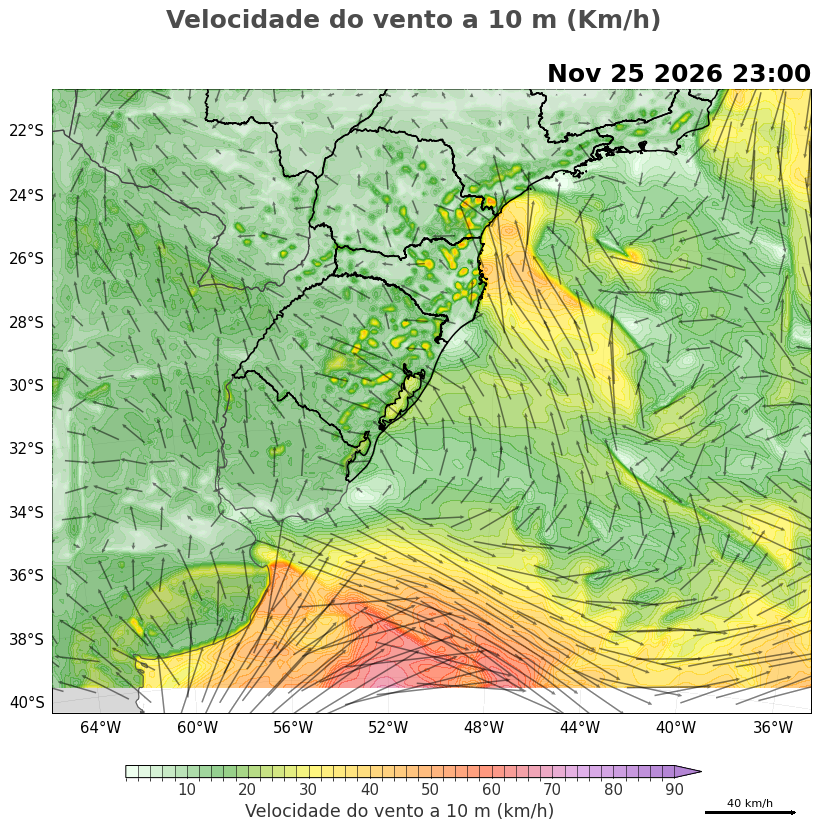 Velocidade do vento a 10 m (Km/h)
Nov 25 2026 23:00
22°S
24°S
26°S
28°S
30°S
32°S
34°S
36°S
38°S
40°S
64°W 60°W 56°W 52°W 48°W 44°W 40°W 36°W
10 20 30 40 50 60 70 80 90
Velocidade do vento a 10 m (km/h)
40 km/h